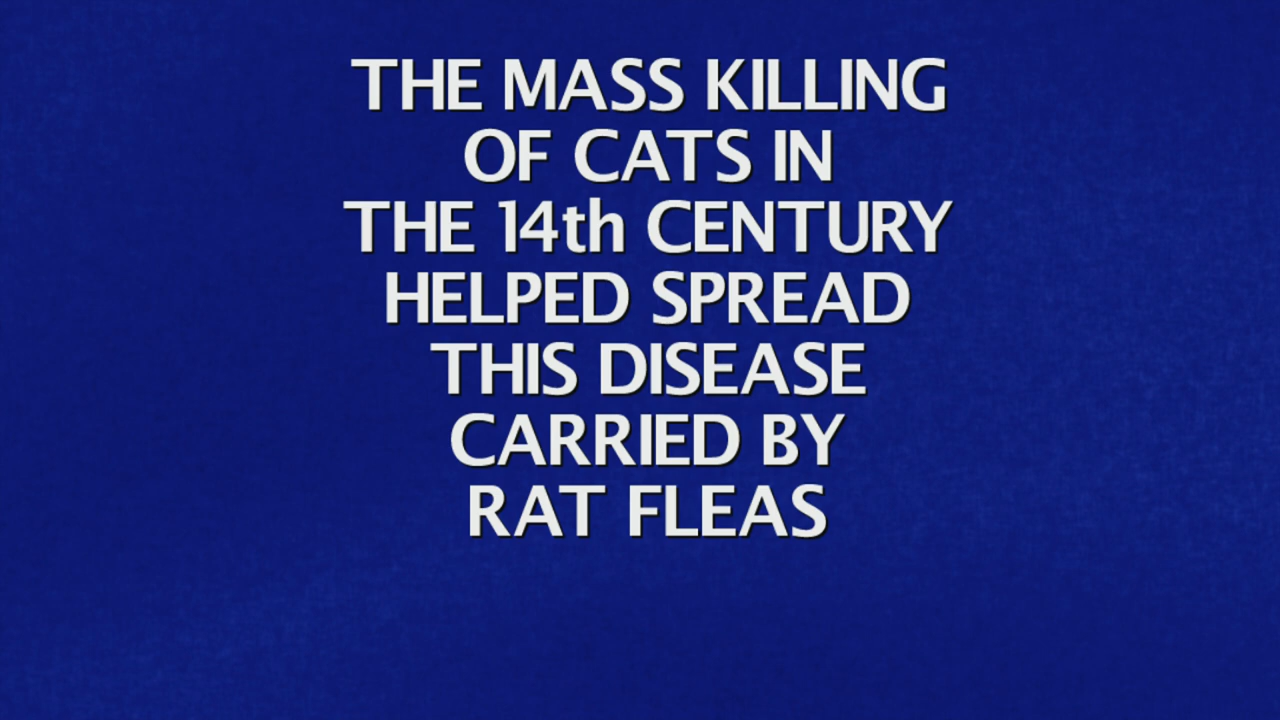 THE MASS KILLING
OF CATS IN
THE 14th CENTURY
HELPED SPREAD
THIS DISEASE
CARRIED BY
RAT FLEAS